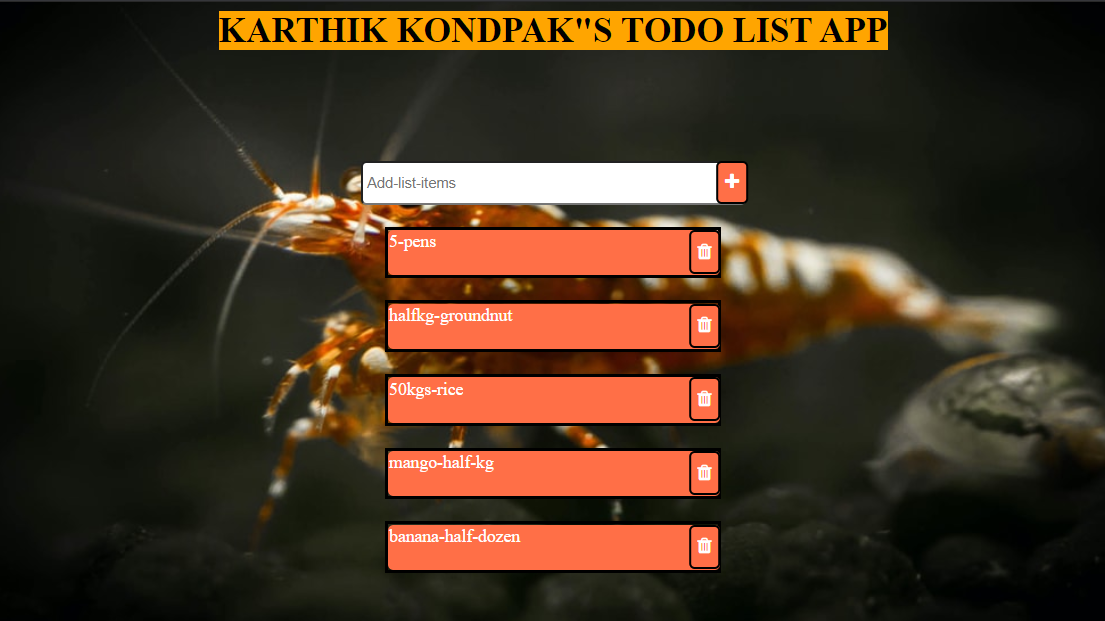 KARTHIK KONDPAK"S TODO LIST APP
Add-list-items
5-pens
halfkg-groundnut
50kgs-rice
mango-half-kg
banana-half-dozen